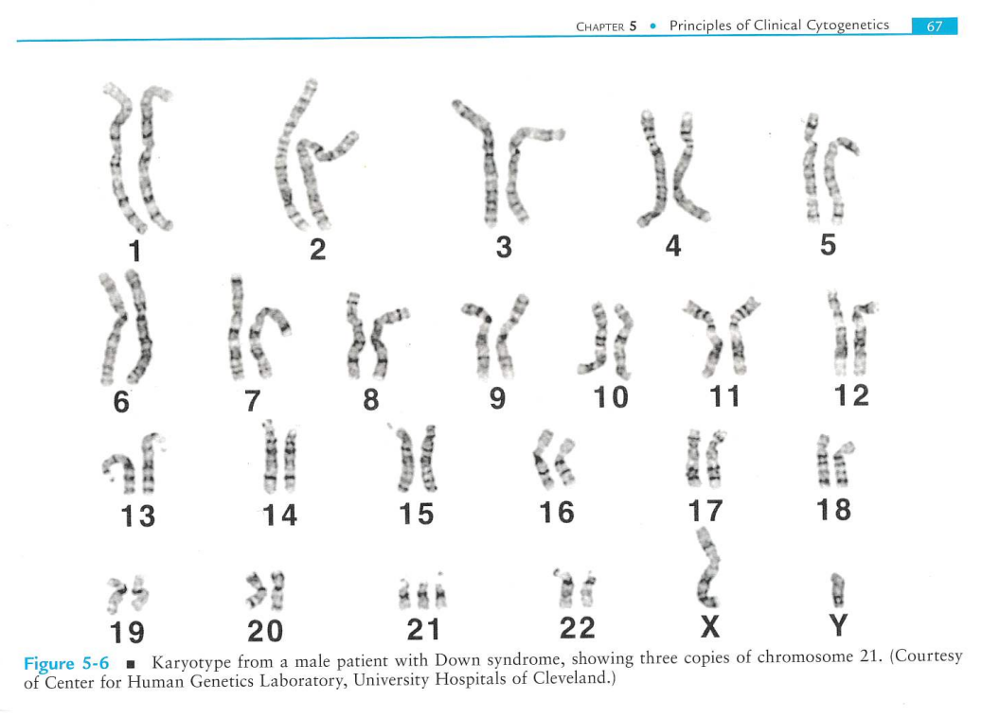 CHAPTER 5 • Principles of Clinical Cytogenetics 67
1 2 3 4 5
6 7 8 9 10 11 12
13 14 15 16 17 18
19 20 21 22 X Y
Figure 5-6 ■ Karyotype from a male patient with Down syndrome, showing three copies of chromosome 21. (Courtesy
of Center for Human Genetics Laboratory, University Hospitals of Cleveland.)